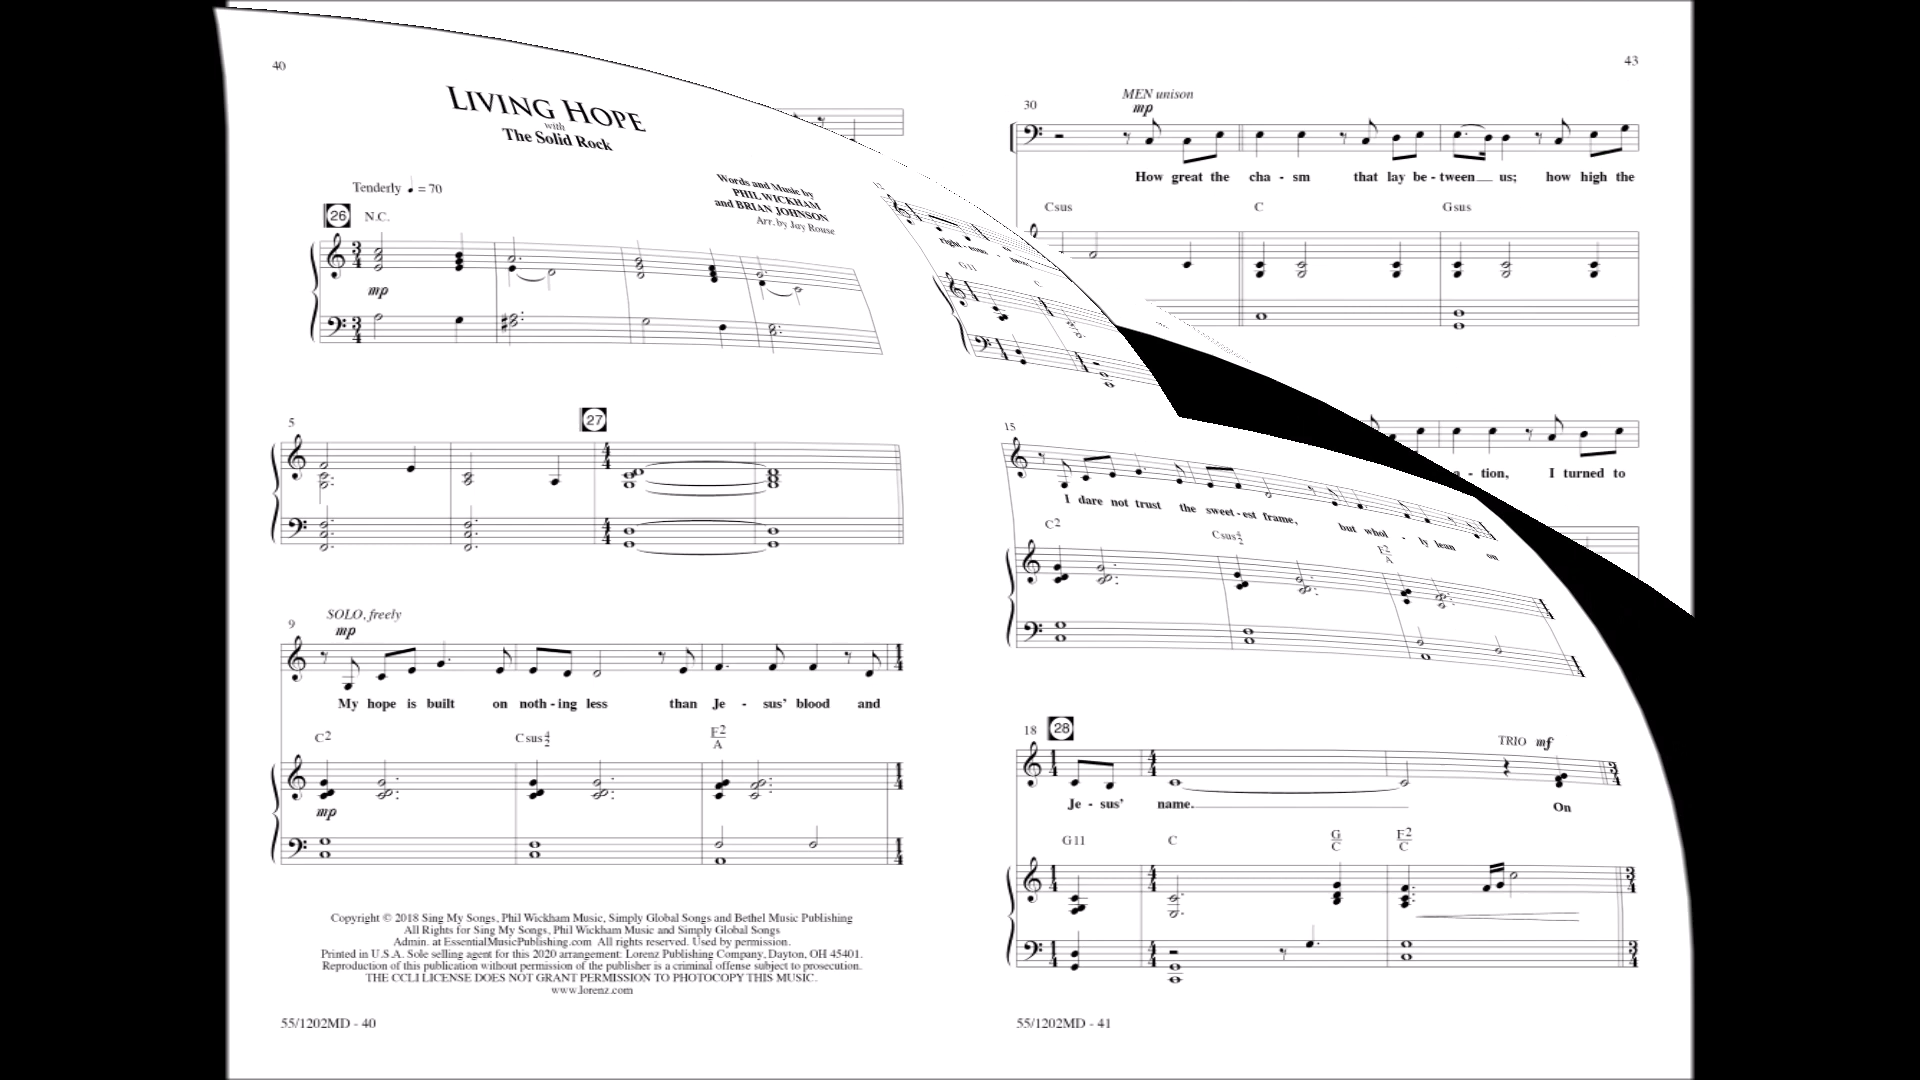 40
LIVING HOPE
with
The Solid Rock
Tenderly ♩ = 70
Words and Music by
PHIL WICKHAM
and BRIAN JOHNSON
Arr. by Jay Rouse
26 N.C.
mp
5
27
SOLO, freely
9
mp
My hope is built on noth - ing less than Je - sus' blood and
C2 Csus4/2 F2/A
mp
Copyright © 2018 Sing My Songs, Phil Wickham Music, Simply Global Songs and Bethel Music Publishing
All Rights for Sing My Songs, Phil Wickham Music and Simply Global Songs
Admin. at EssentialMusicPublishing.com All rights reserved. Used by permission.
Printed in U.S.A. Sole selling agent for this 2020 arrangement: Lorenz Publishing Company, Dayton, OH 45401.
Reproduction of this publication without permission of the publisher is a criminal offense subject to prosecution.
THE CCLI LICENSE DOES NOT GRANT PERMISSION TO PHOTOCOPY THIS MUSIC.
www.lorenz.com
55/1202MD - 40
right - eous - ness;
G11 C
15
I dare not trust the sweet - est frame, but whol - ly lean on
C2 Csus4/2 F2/A
18 28
TRIO mf
Je - sus' name. On
G11 C G/C F2/C
55/1202MD - 41
43
MEN unison
30 mp
How great the cha - sm that lay be - tween us; how high the
Csus C Gsus
a - tion, I turned to